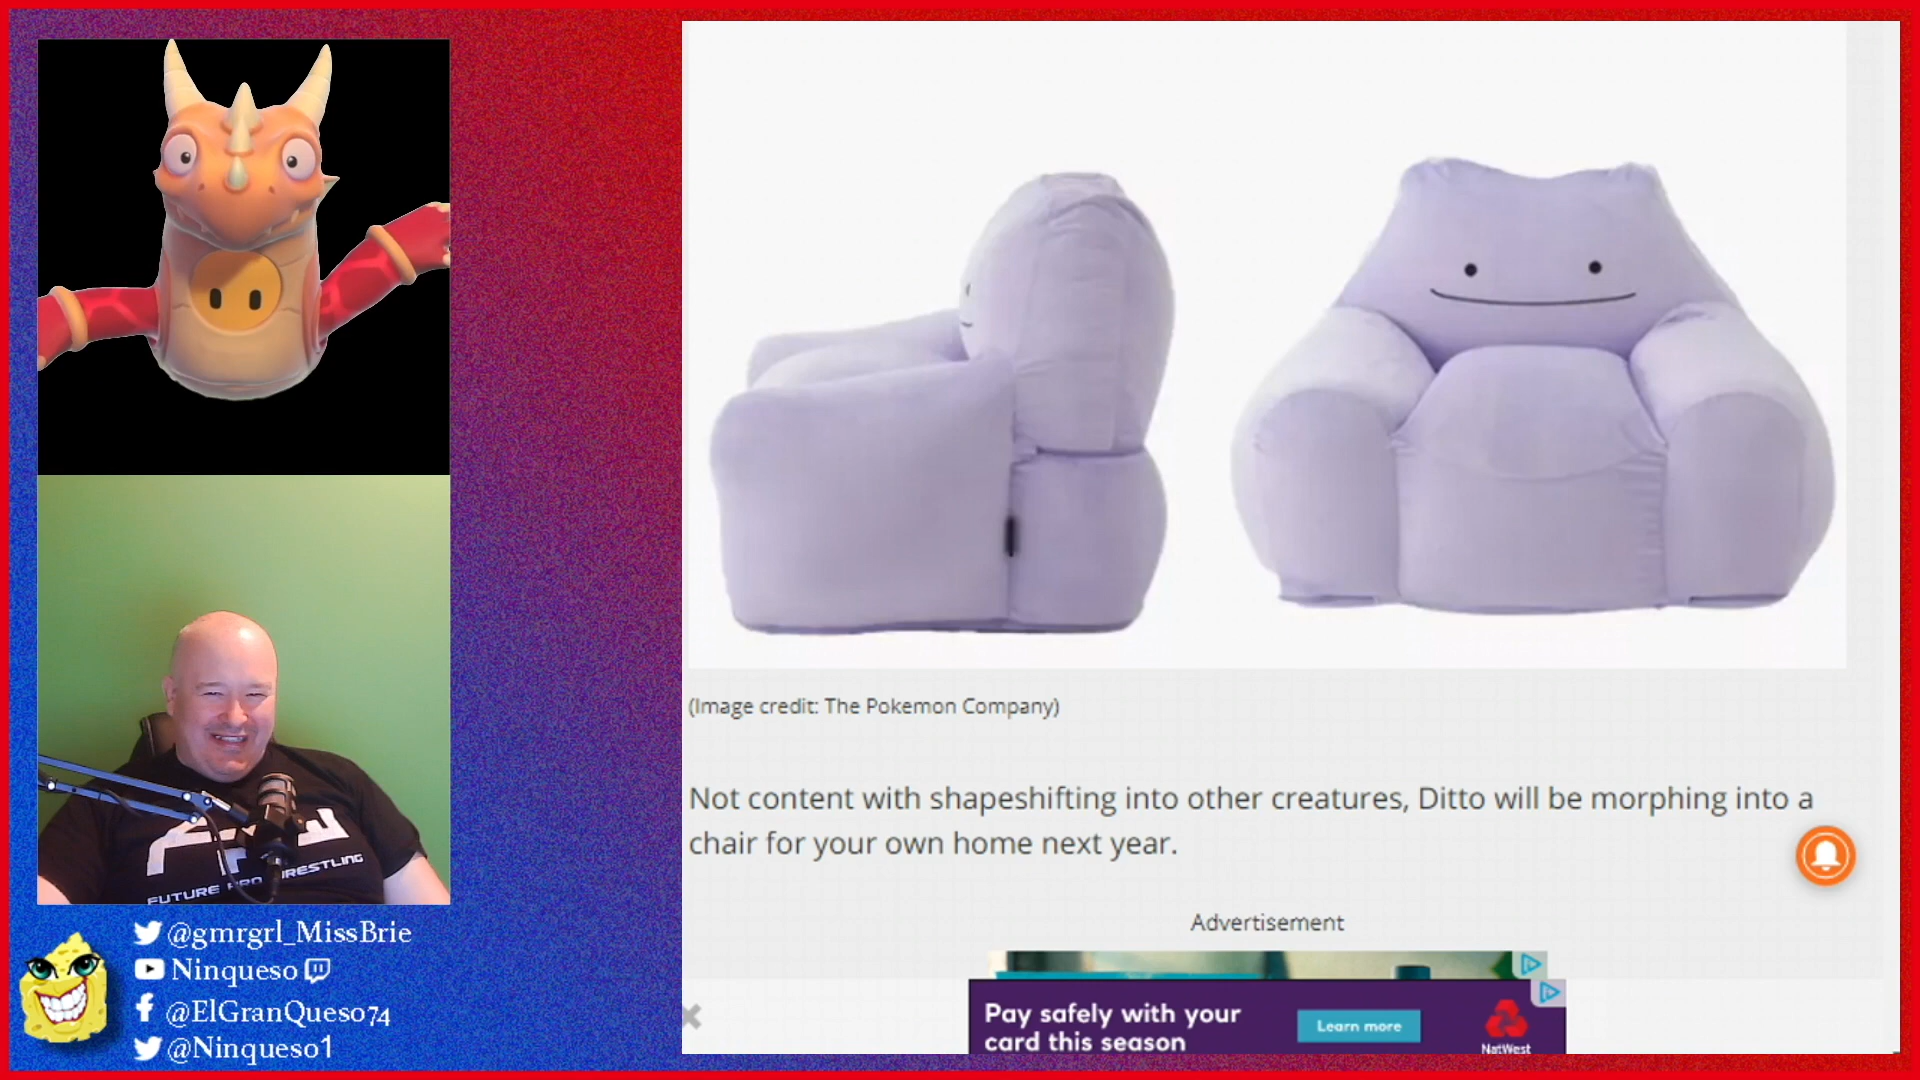 FUTURE PRO WRESTLING
@gmrgrl_MissBrie
Ninqueso
@ElGranQueso74
@Ninqueso1
(Image credit: The Pokemon Company)
Not content with shapeshifting into other creatures, Ditto will be morphing into a
chair for your own home next year.
Advertisement
Pay safely with your
card this season
Learn more
NatWest